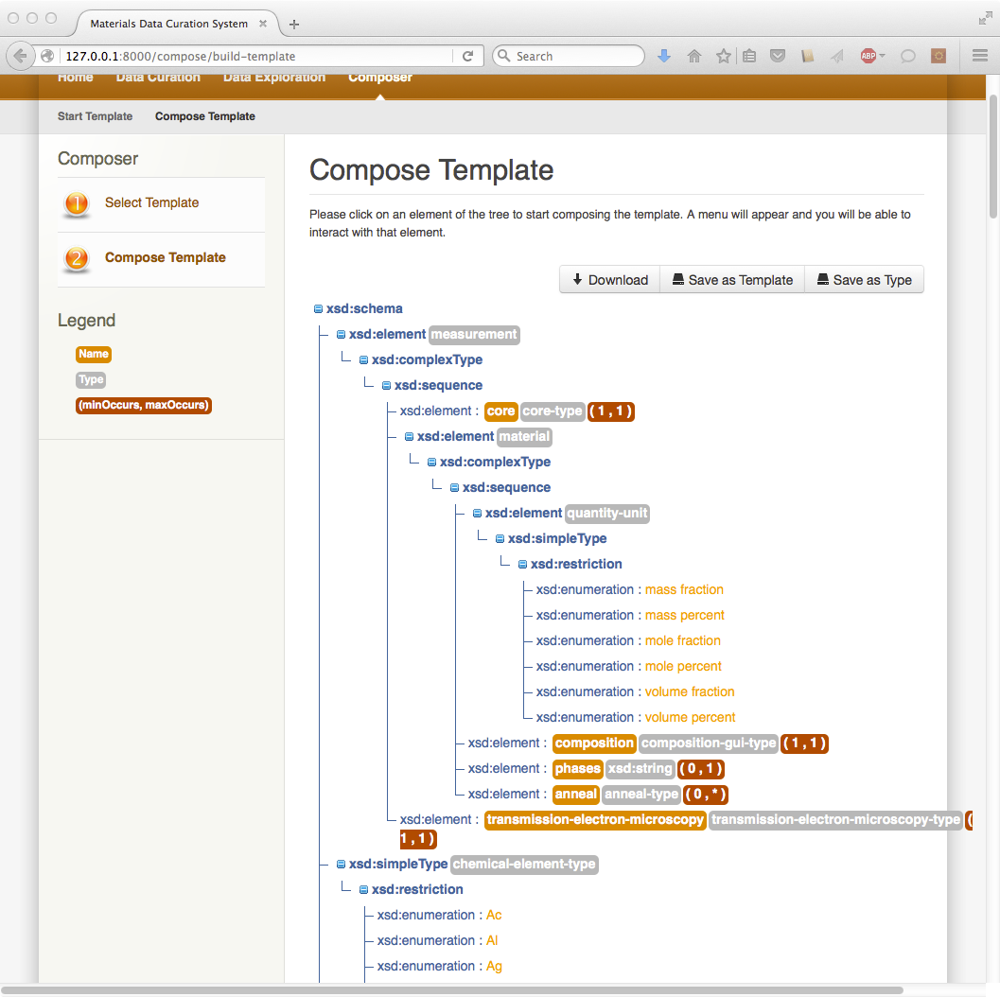 Materials Data Curation System
127.0.0.1:8000/compose/build-template
Search
ABP
Home Data Curation Data Exploration Composer
Start Template Compose Template
Composer
1 Select Template
2 Compose Template
Legend
Name
Type
(minOccurs, maxOccurs)
Compose Template
Please click on an element of the tree to start composing the template. A menu will appear and you will be able to
interact with that element.
Download Save as Template Save as Type
xsd:schema
xsd:element measurement
xsd:complexType
xsd:sequence
xsd:element : core core-type ( 1 , 1 )
xsd:element material
xsd:complexType
xsd:sequence
xsd:element quantity-unit
xsd:simpleType
xsd:restriction
xsd:enumeration : mass fraction
xsd:enumeration : mass percent
xsd:enumeration : mole fraction
xsd:enumeration : mole percent
xsd:enumeration : volume fraction
xsd:enumeration : volume percent
xsd:element : composition composition-gui-type ( 1 , 1 )
xsd:element : phases xsd:string ( 0 , 1 )
xsd:element : anneal anneal-type ( 0 , * )
xsd:element : transmission-electron-microscopy transmission-electron-microscopy-type (
1 , 1 )
xsd:simpleType chemical-element-type
xsd:restriction
xsd:enumeration : Ac
xsd:enumeration : Al
xsd:enumeration : Ag